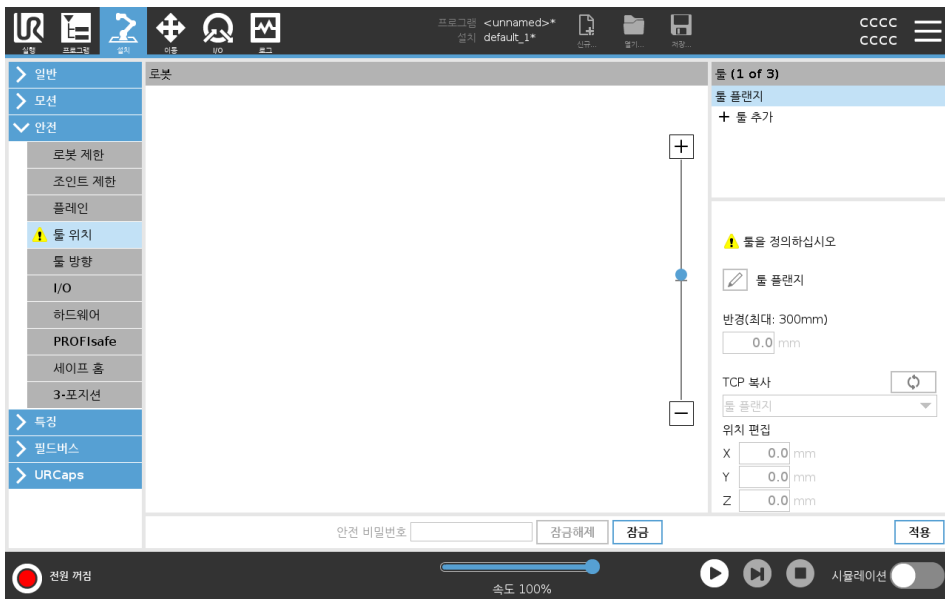 UR
프로그램 <unnamed>*
설치 default_1*
실행
프로그램
설치
이동
I/O
로그
신규...
열기...
저장...
cccc
cccc
일반
모션
안전
로봇 제한
조인트 제한
플레인
툴 위치
툴 방향
I/O
하드웨어
PROFIsafe
세이프 홈
3-포지션
특징
필드버스
URCaps
로봇
툴 (1 of 3)
툴 플랜지
+ 툴 추가
툴을 정의하십시오
툴 플랜지
반경(최대: 300mm)
0.0 mm
TCP 복사
툴 플랜지
위치 편집
X 0.0 mm
Y 0.0 mm
Z 0.0 mm
안전 비밀번호 잠금해제 잠금
적용
전원 꺼짐
속도 100%
시뮬레이션